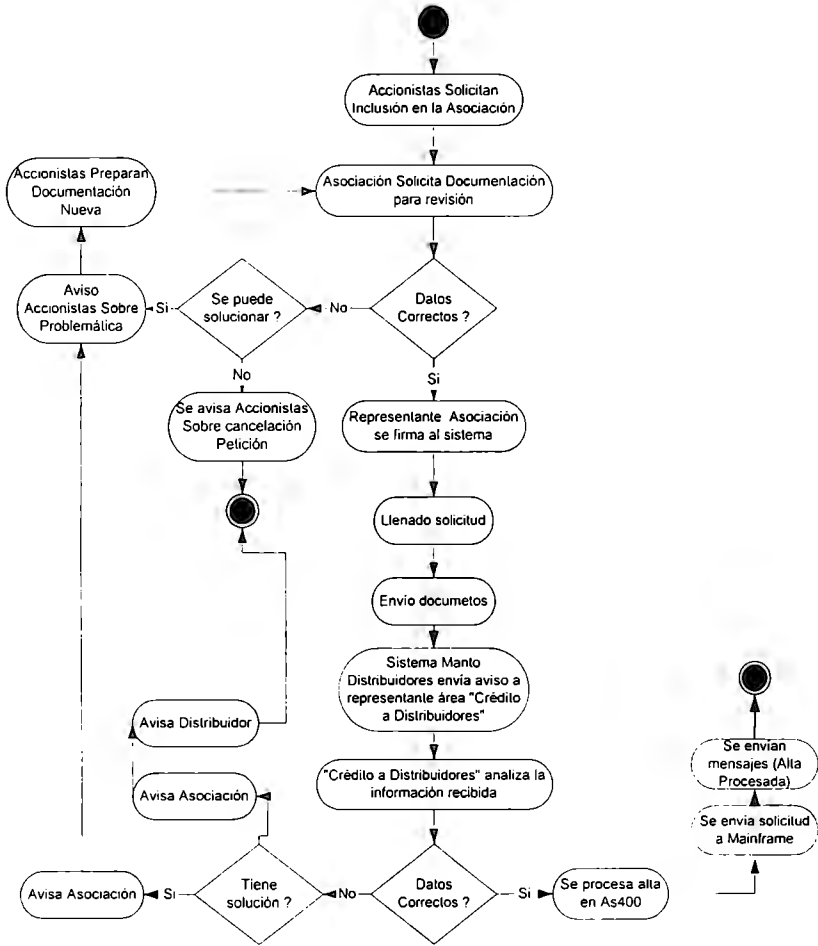 Accionistas Solicitan
Inclusión en la Asociación
Accionistas Preparan
Documentación
Nueva
Asociación Solicita Documentación
para revisión
Aviso
Accionistas Sobre
Problemática
Si
Se puede
solucionar ?
No
Datos
Correctos ?
No
Si
Se avisa Accionistas
Sobre cancelación
Petición
Representante Asociación
se firma al sistema
Llenado solicitud
Envío documetos
Sistema Manto
Distribuidores envía aviso a
representante área "Crédito
a Distribuidores"
Avisa Distribuidor
"Crédito a Distribuidores" analiza la
información recibida
Se envían
mensajes (Alta
Procesada)
Avisa Asociación
Se envía solicitud
a Mainframe
Avisa Asociación
Si
Tiene
solución ?
No
Datos
Correctos ?
Si
Se procesa alta
en As400